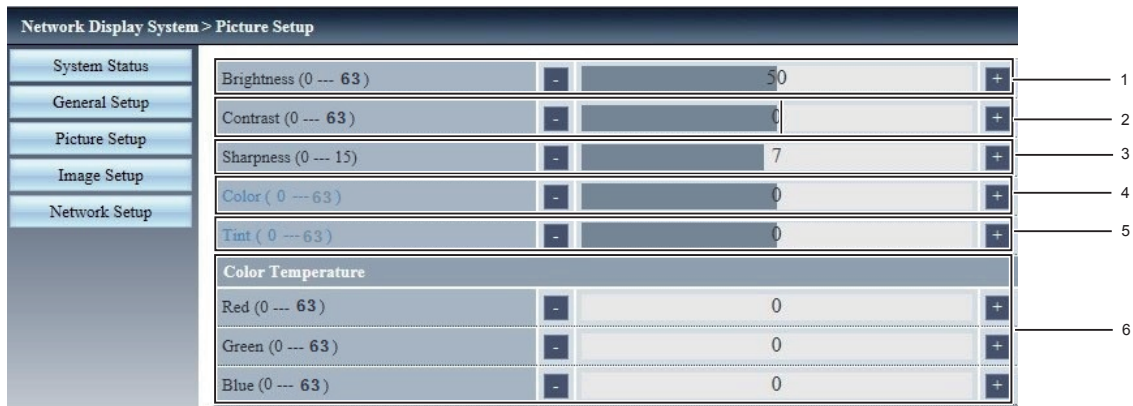 Network Display System > Picture Setup
System Status
General Setup
Picture Setup
Image Setup
Network Setup
Brightness (0 --- 63) - 50 + 1
Contrast (0 --- 63) - 0 + 2
Sharpness (0 --- 15) - 7 + 3
Color ( 0 --- 63) - 0 + 4
Tint ( 0 --- 63) - 0 + 5
Color Temperature
Red (0 --- 63) - 0 +
Green (0 --- 63) - 0 + 6
Blue (0 --- 63) - 0 +